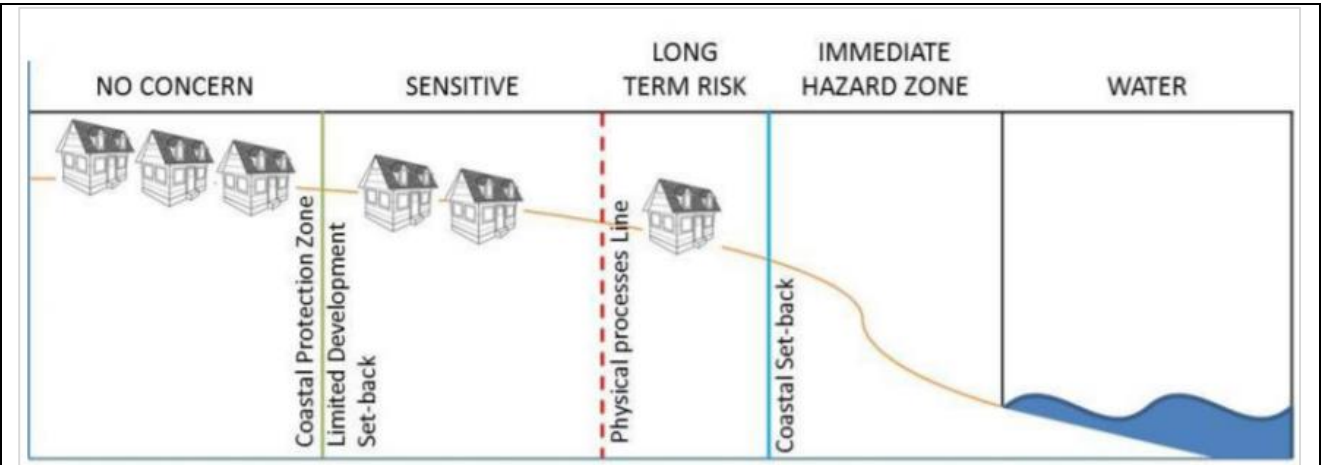 NO CONCERN
SENSITIVE
LONG
TERM RISK
IMMEDIATE
HAZARD ZONE
WATER
Coastal Protection Zone
Limited Development
Set-back
Physical processes Line
Coastal Set-back